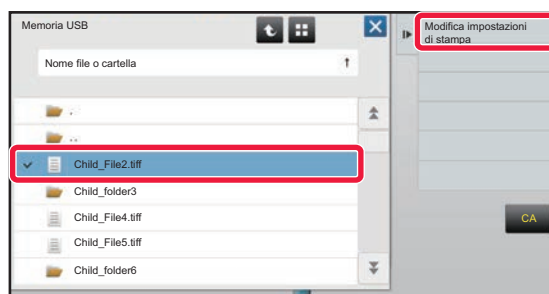 Memoria USB
Modifica impostazioni
di stampa
Nome file o cartella
.
..
Child_File2.tiff
Child_folder3
Child_File4.tiff
Child_File5.tiff
Child_folder6
CA